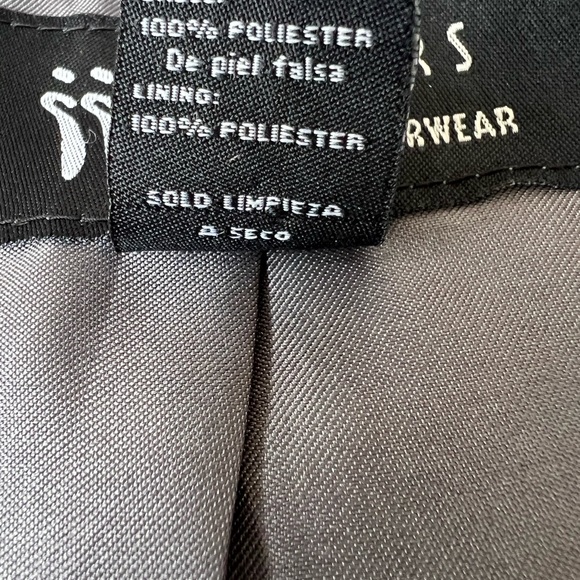 100% POLIESTER
De piel falsa
LINING:
100% POLIESTER
SOLO LIMPIEZA
A SECO
R S
RWEAR